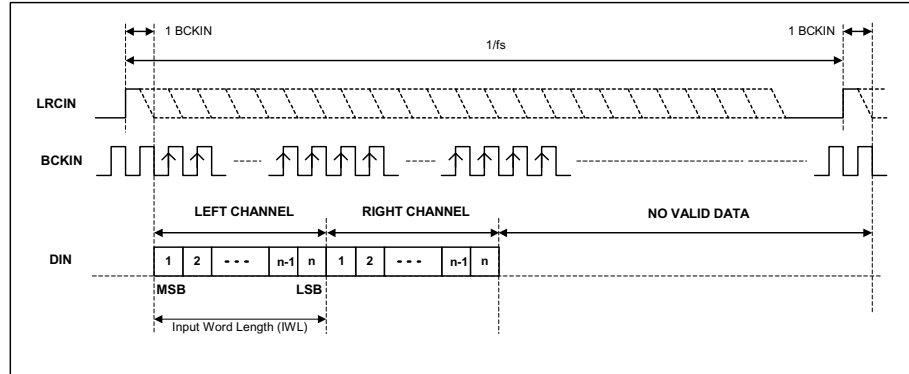 1 BCKIN
1 BCKIN
1/fs
LRCIN
BCKIN
LEFT CHANNEL
RIGHT CHANNEL
NO VALID DATA
DIN
1 2 - - - n-1 n 1 2 - - - n-1 n
MSB
LSB
Input Word Length (IWL)